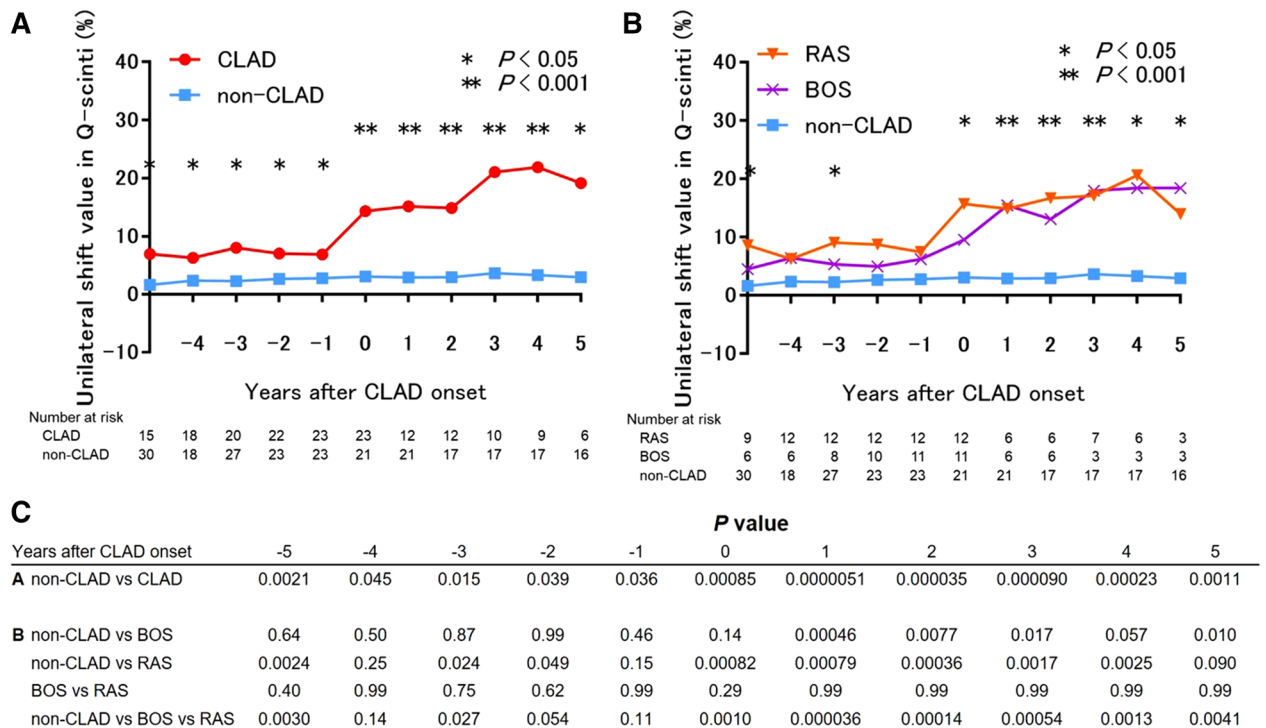 A
Unilateral shift value in Q-scinti (%)
CLAD
non-CLAD
* P < 0.05
** P < 0.001
40
30
20
10
0
-10
* * * * * ** ** ** ** ** *
-4 -3 -2 -1 0 1 2 3 4 5
Years after CLAD onset
Number at risk
CLAD 15 18 20 22 23 23 12 12 10 9 6
non-CLAD 30 18 27 23 23 21 21 17 17 17 16
B
Unilateral shift value in Q-scinti (%)
RAS
BOS
non-CLAD
* P < 0.05
** P < 0.001
40
30
20
10
0
-10
* * * ** ** ** * *
-4 -3 -2 -1 0 1 2 3 4 5
Years after CLAD onset
Number at risk
RAS 9 12 12 12 12 12 6 6 7 6 3
BOS 6 6 8 10 11 11 6 6 3 3 3
non-CLAD 30 18 27 23 23 21 21 17 17 17 16
C
P value
Years after CLAD onset -5 -4 -3 -2 -1 0 1 2 3 4 5
A non-CLAD vs CLAD 0.0021 0.045 0.015 0.039 0.036 0.00085 0.0000051 0.000035 0.000090 0.00023 0.0011
B non-CLAD vs BOS 0.64 0.50 0.87 0.99 0.46 0.14 0.00046 0.0077 0.017 0.057 0.010
non-CLAD vs RAS 0.0024 0.25 0.024 0.049 0.15 0.00082 0.00079 0.00036 0.0017 0.0025 0.090
BOS vs RAS 0.40 0.99 0.75 0.62 0.99 0.29 0.99 0.99 0.99 0.99 0.99
non-CLAD vs BOS vs RAS 0.0030 0.14 0.027 0.054 0.11 0.0010 0.000036 0.00014 0.00054 0.0013 0.0041